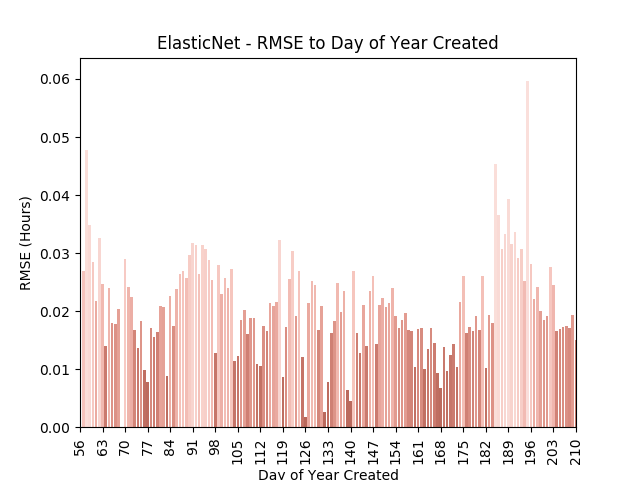 ElasticNet - RMSE to Day of Year Created
0.06
0.05
0.04
0.03
0.02
0.01
0.00
RMSE (Hours)
56 63 70 77 84 91 98 105 112 119 126 133 140 147 154 161 168 175 182 189 196 203 210
Day of Year Created